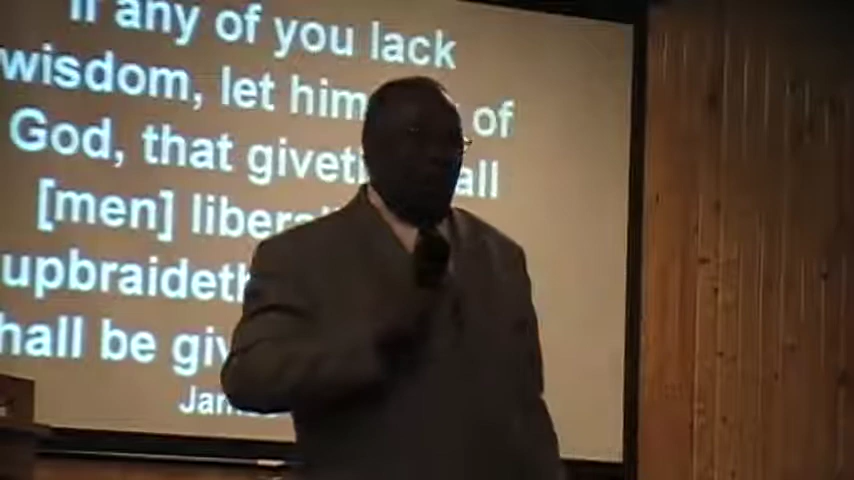 If any of you lack
wisdom, let him of
God, that giveth all
[men] liberal
upbraideth
hall be giv
Jam